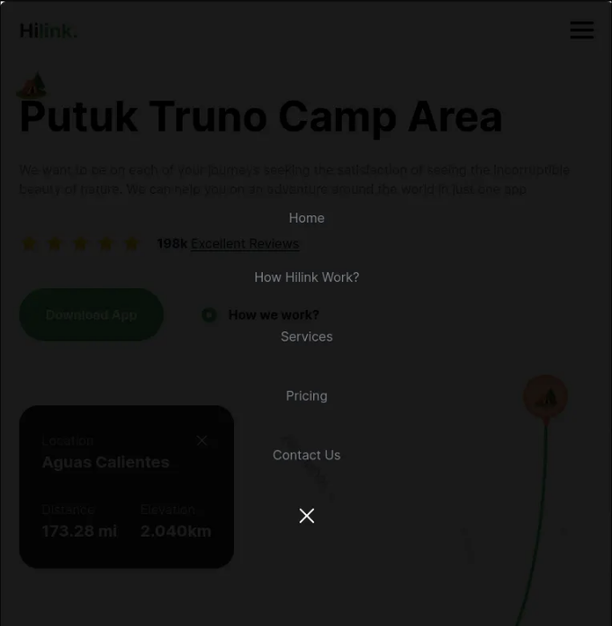 Hilink.
Putuk Truno Camp Area
We want to be on each of your journeys seeking the satisfaction of seeing the incorruptible
beauty of nature. We can help you on an adventure around the world in just one app
Home
198k Excellent Reviews
How Hilink Work?
Download App
How we work?
Services
Pricing
Location
Aguas Calientes
Contact Us
Distance
Elevation
173.28 mi
2.040km